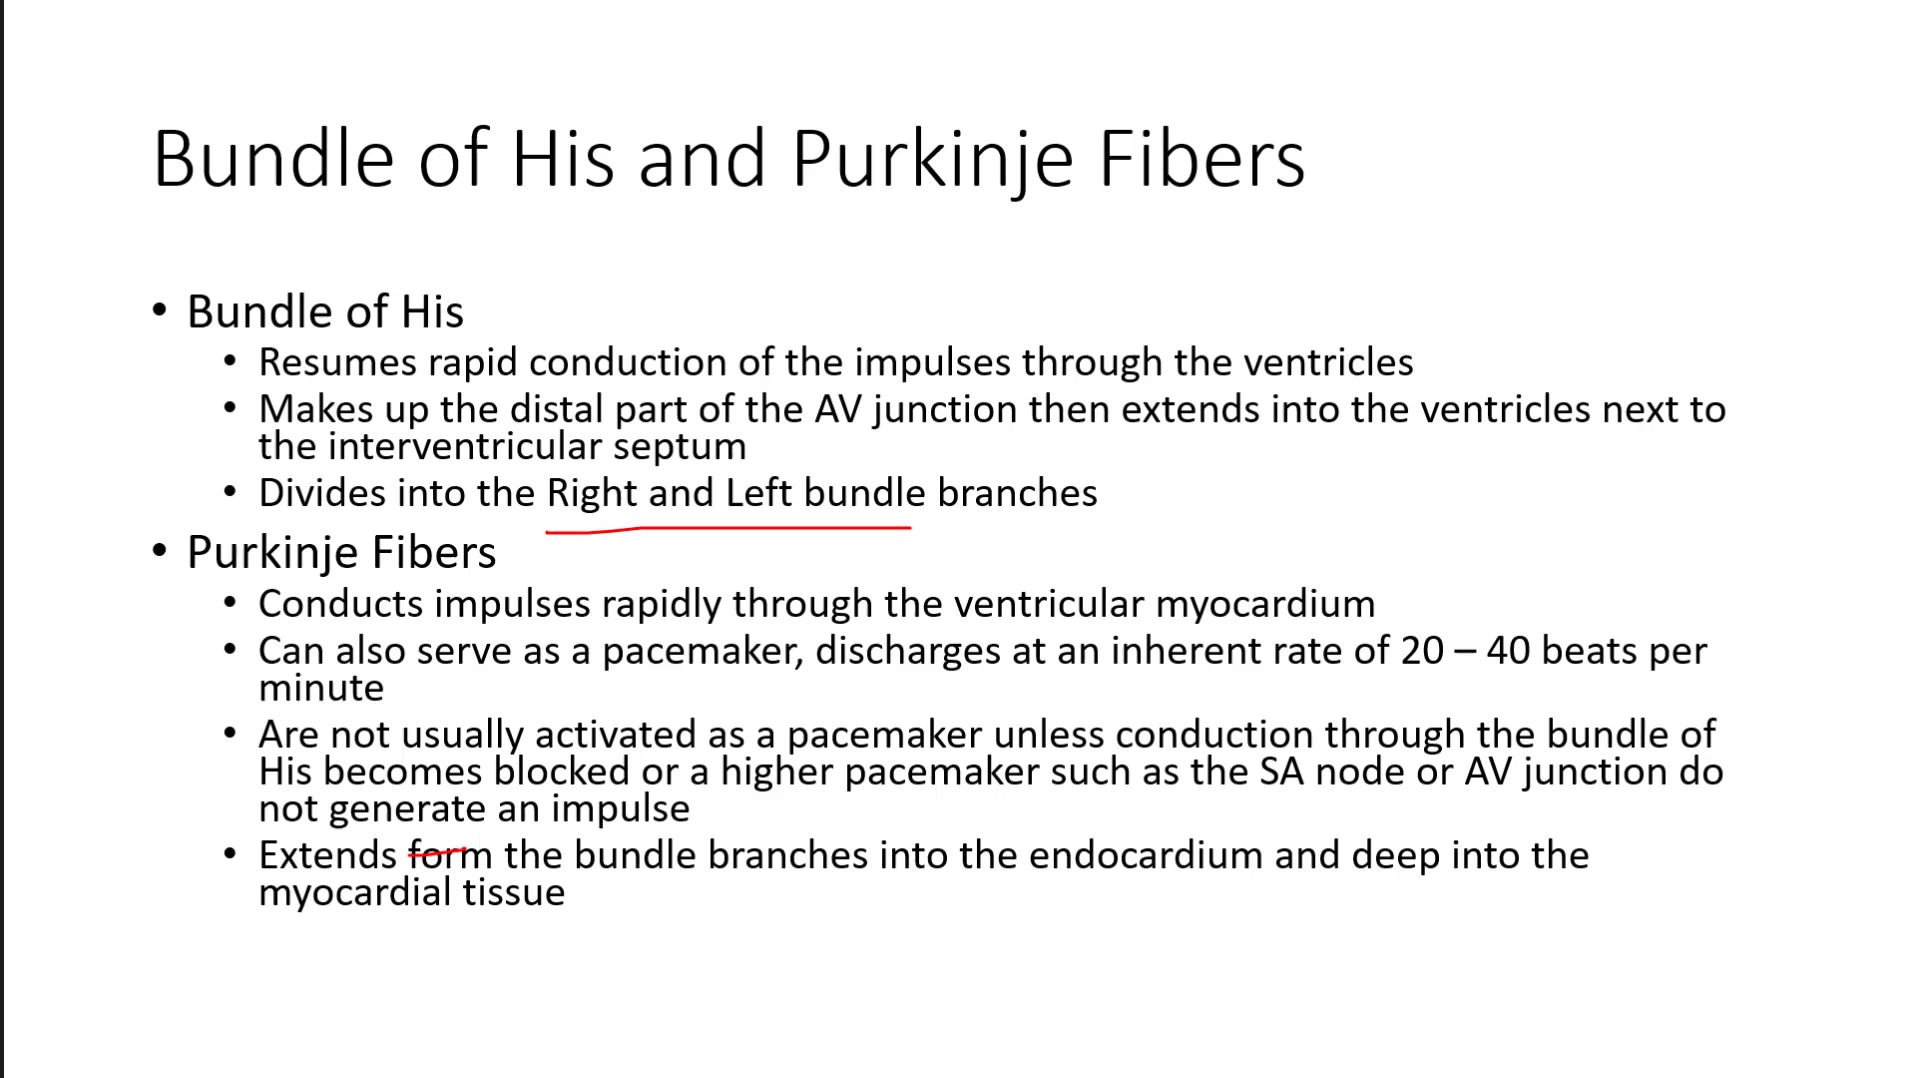 Bundle of His and Purkinje Fibers
• Bundle of His
• Resumes rapid conduction of the impulses through the ventricles
• Makes up the distal part of the AV junction then extends into the ventricles next to
the interventricular septum
• Divides into the Right and Left bundle branches
• Purkinje Fibers
• Conducts impulses rapidly through the ventricular myocardium
• Can also serve as a pacemaker, discharges at an inherent rate of 20 – 40 beats per
minute
• Are not usually activated as a pacemaker unless conduction through the bundle of
His becomes blocked or a higher pacemaker such as the SA node or AV junction do
not generate an impulse
• Extends form the bundle branches into the endocardium and deep into the
myocardial tissue